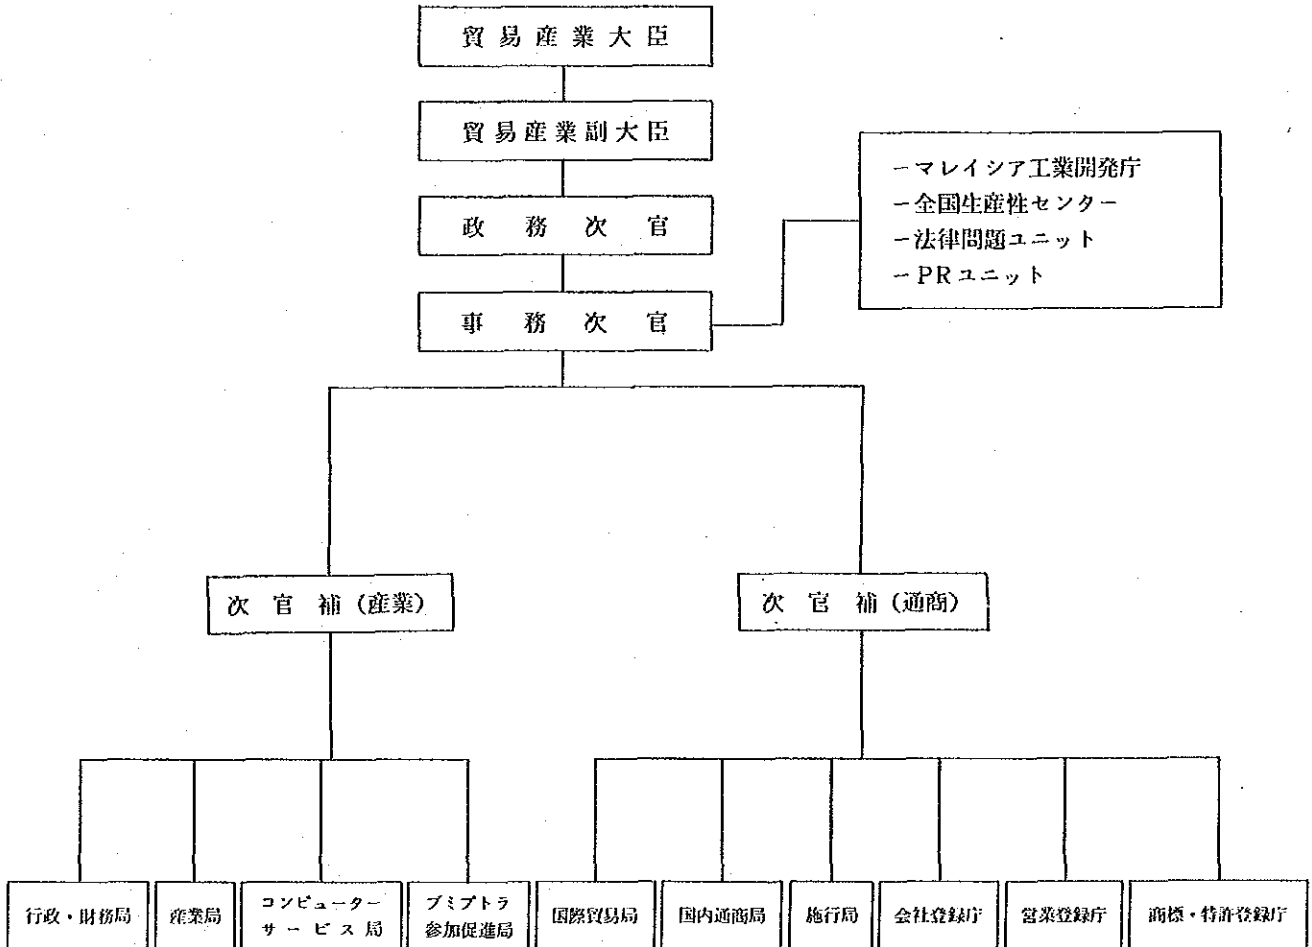 貿易産業大臣
貿易産業副大臣
政務次官
事務次官
－マレイシア工業開発庁
－全国生産性センター
－法律問題ユニット
－PRユニット
次官補（産業）
次官補（通商）
行政・財務局
産業局
コンピューター
サービス局
ブミプトラ
参加促進局
国際貿易局
国内通商局
施行局
会社登録庁
営業登録庁
商標・特許登録庁